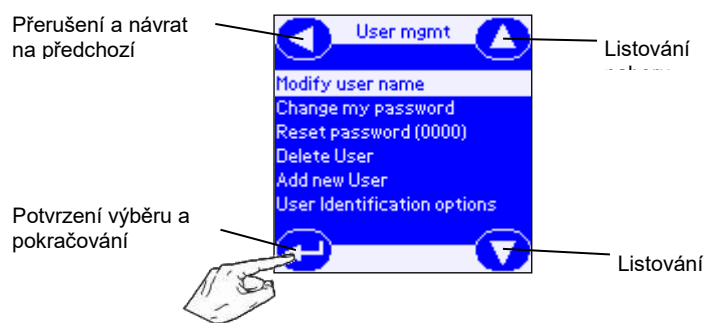 Přerušení a návrat
na předchozí
User mgmt
Listování
Modify user name
Change my password
Reset password (0000)
Delete User
Add new User
User Identification options
Potvrzení výběru a
pokračování
Listování